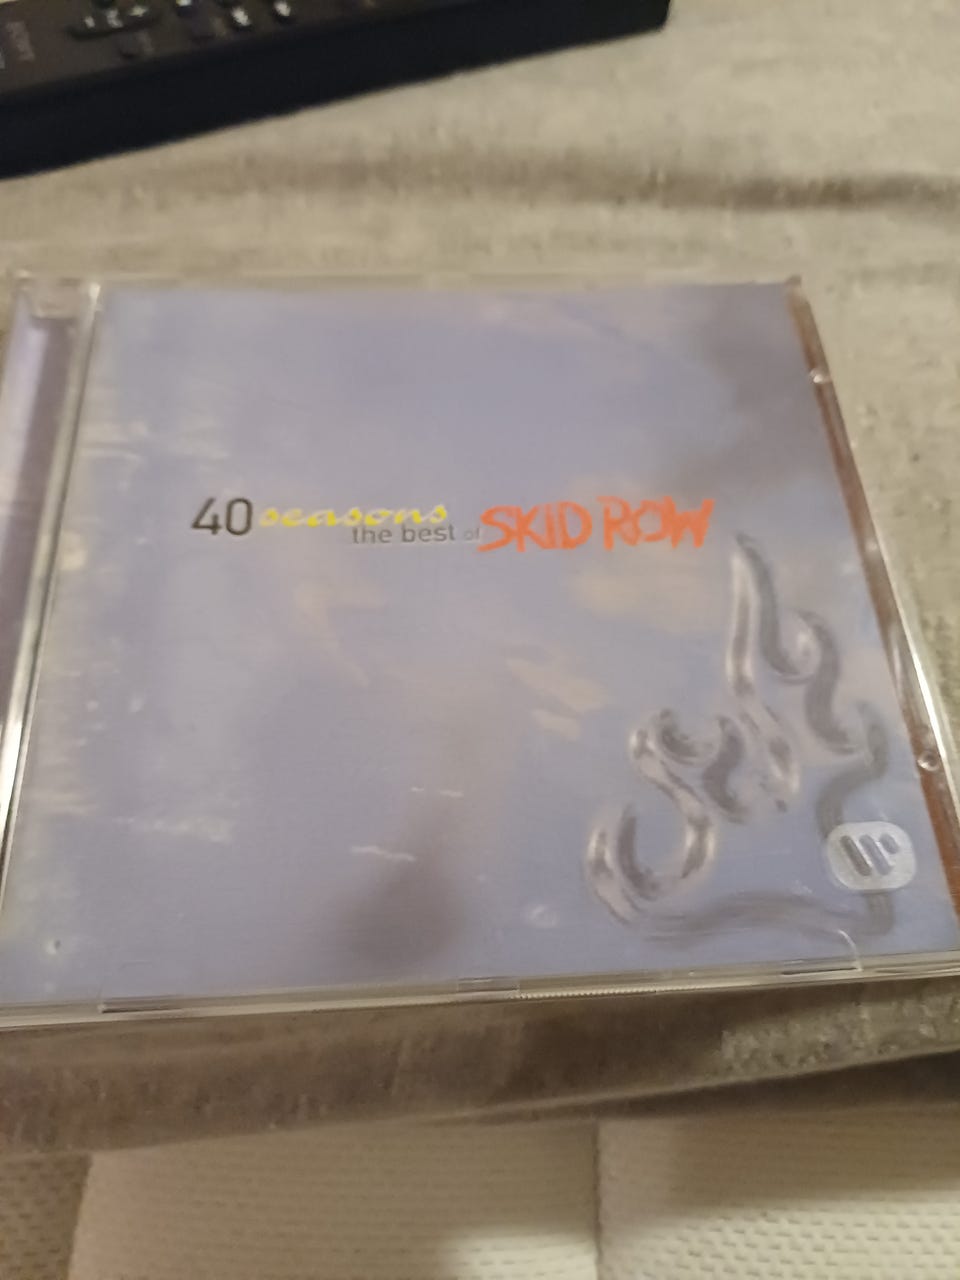 40 seasons
the best of SKID ROW